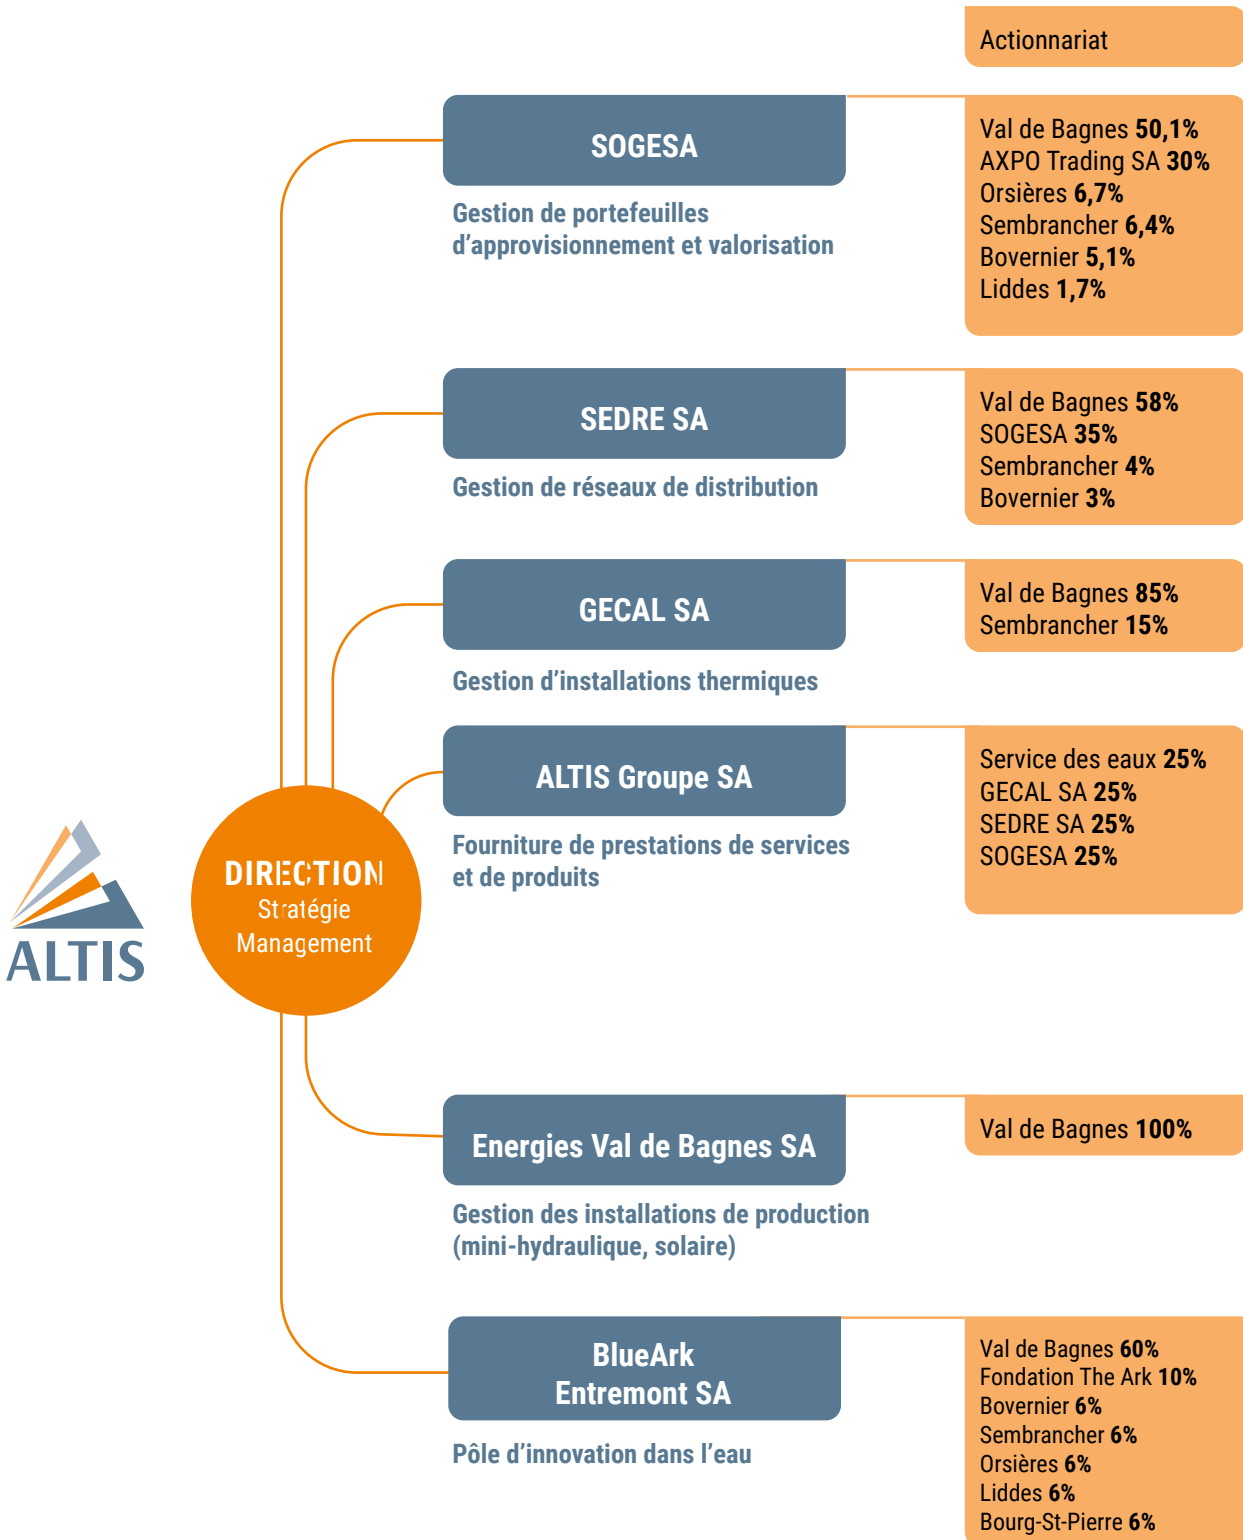 Actionnariat
SOGESA
Gestion de portefeuilles
d’approvisionnement et valorisation
Val de Bagnes 50,1%
AXPO Trading SA 30%
Orsières 6,7%
Sembrancher 6,4%
Bovernier 5,1%
Liddes 1,7%
SEDRE SA
Gestion de réseaux de distribution
Val de Bagnes 58%
SOGESA 35%
Sembrancher 4%
Bovernier 3%
GECAL SA
Gestion d’installations thermiques
Val de Bagnes 85%
Sembrancher 15%
ALTIS Groupe SA
Fourniture de prestations de services
et de produits
Service des eaux 25%
GECAL SA 25%
SEDRE SA 25%
SOGESA 25%
ALTIS
DIRECTION
Stratégie
Management
Energies Val de Bagnes SA
Gestion des installations de production
(mini-hydraulique, solaire)
Val de Bagnes 100%
BlueArk
Entremont SA
Pôle d’innovation dans l’eau
Val de Bagnes 60%
Fondation The Ark 10%
Bovernier 6%
Sembrancher 6%
Orsières 6%
Liddes 6%
Bourg-St-Pierre 6%